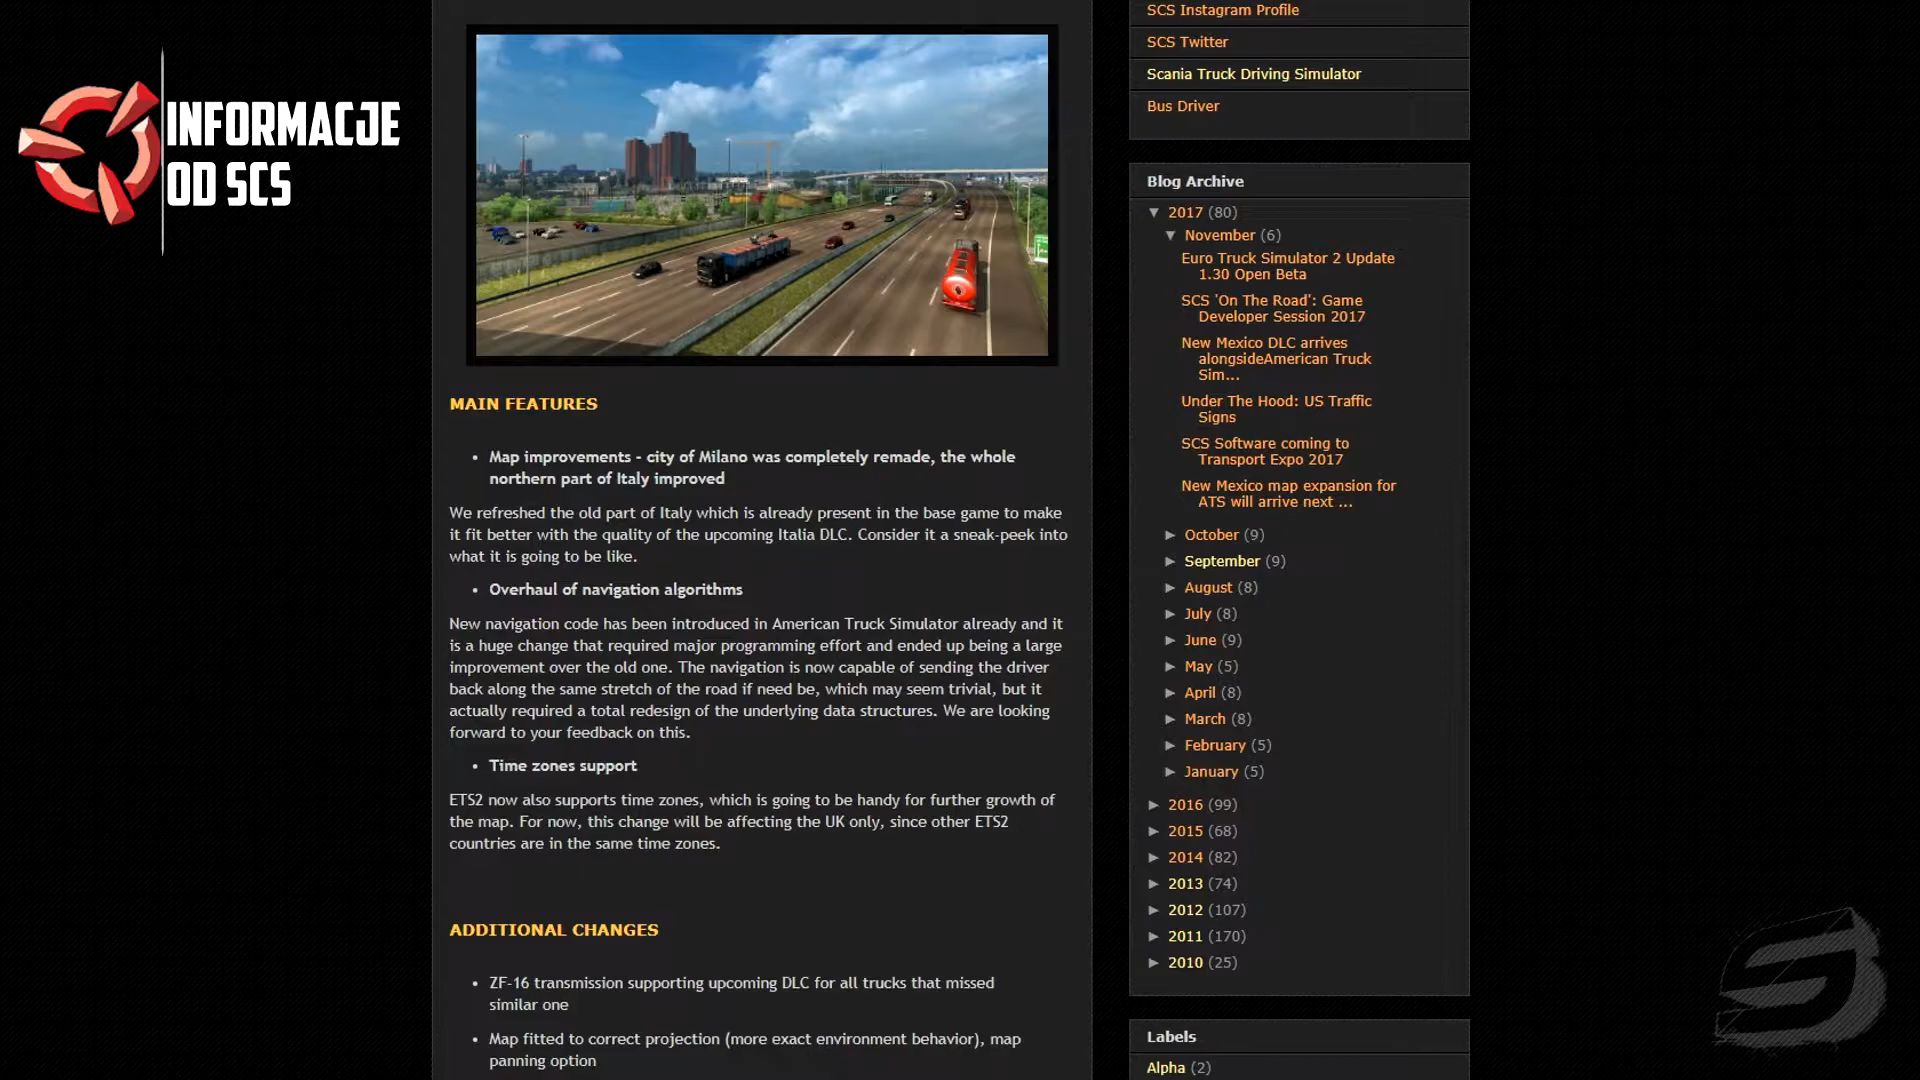 INFORMACJE
OD SCS
MAIN FEATURES
• Map improvements - city of Milano was completely remade, the whole
northern part of Italy improved
We refreshed the old part of Italy which is already present in the base game to make
it fit better with the quality of the upcoming Italia DLC. Consider it a sneak-peek into
what it is going to be like.
• Overhaul of navigation algorithms
New navigation code has been introduced in American Truck Simulator already and it
is a huge change that required major programming effort and ended up being a large
improvement over the old one. The navigation is now capable of sending the driver
back along the same stretch of the road if need be, which may seem trivial, but it
actually required a total redesign of the underlying data structures. We are looking
forward to your feedback on this.
• Time zones support
ETS2 now also supports time zones, which is going to be handy for further growth of
the map. For now, this change will be affecting the UK only, since other ETS2
countries are in the same time zones.
ADDITIONAL CHANGES
• ZF-16 transmission supporting upcoming DLC for all trucks that missed
similar one
• Map fitted to correct projection (more exact environment behavior), map
panning option
SCS Instagram Profile
SCS Twitter
Scania Truck Driving Simulator
Bus Driver
Blog Archive
▼ 2017 (80)
▼ November (6)
Euro Truck Simulator 2 Update
1.30 Open Beta
SCS 'On The Road': Game
Developer Session 2017
New Mexico DLC arrives
alongsideAmerican Truck
Sim...
Under The Hood: US Traffic
Signs
SCS Software coming to
Transport Expo 2017
New Mexico map expansion for
ATS will arrive next ...
► October (9)
► September (9)
► August (8)
► July (8)
► June (9)
► May (5)
► April (8)
► March (8)
► February (5)
► January (5)
► 2016 (99)
► 2015 (68)
► 2014 (82)
► 2013 (74)
► 2012 (107)
► 2011 (170)
► 2010 (25)
Labels
Alpha (2)